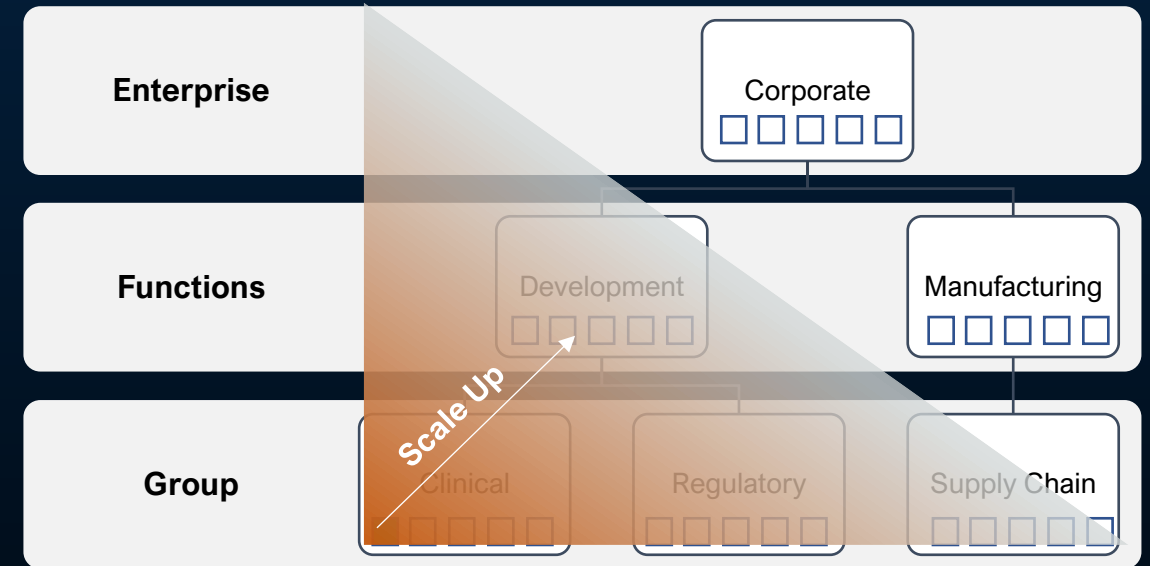 Enterprise
Corporate
Functions
Development
Manufacturing
Scale Up
Group
Clinical
Regulatory
Supply Chain